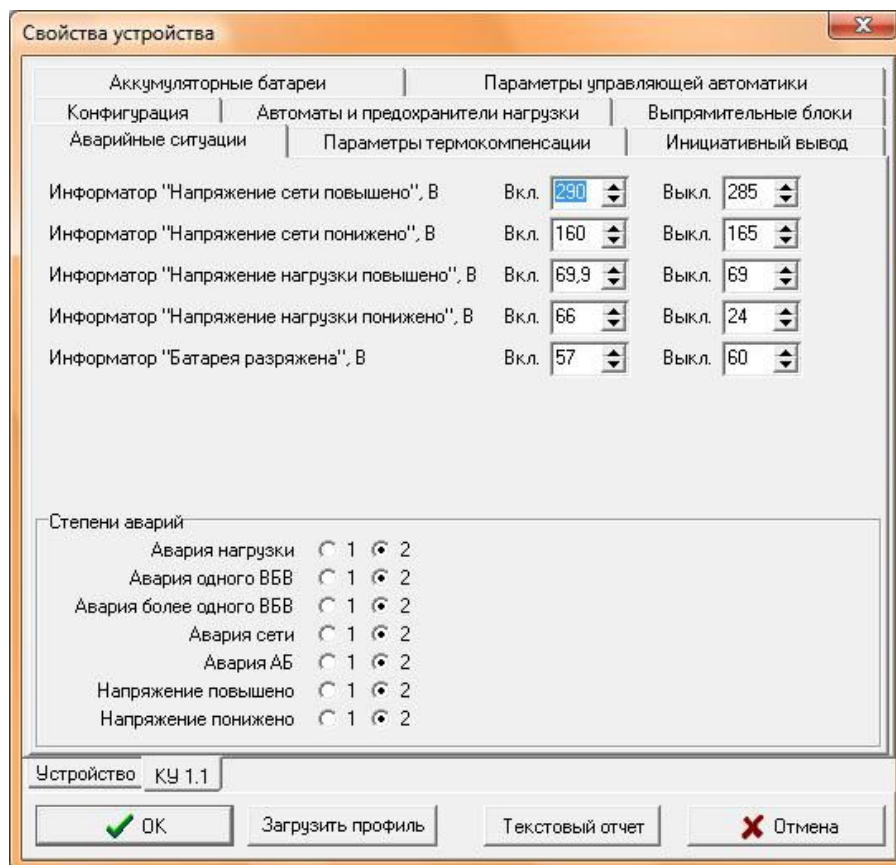 Свойства устройства
Аккумуляторные батареи Параметры управляющей автоматики
Конфигурация Автоматы и предохранители нагрузки Выпрямительные блоки
Аварийные ситуации Параметры термокомпенсации Инициативный вывод
Информатор "Напряжение сети повышено", В Вкл. 290 Выкл. 285
Информатор "Напряжение сети понижено", В Вкл. 160 Выкл. 165
Информатор "Напряжение нагрузки повышено", В Вкл. 69,9 Выкл. 69
Информатор "Напряжение нагрузки понижено", В Вкл. 66 Выкл. 24
Информатор "Батарея разряжена", В Вкл. 57 Выкл. 60
Степени аварий
Авария нагрузки 1 2
Авария одного ВБВ 1 2
Авария более одного ВБВ 1 2
Авария сети 1 2
Авария АБ 1 2
Напряжение повышено 1 2
Напряжение понижено 1 2
Устройство КУ 1.1
OK Загрузить профиль Текстовый отчет Отмена